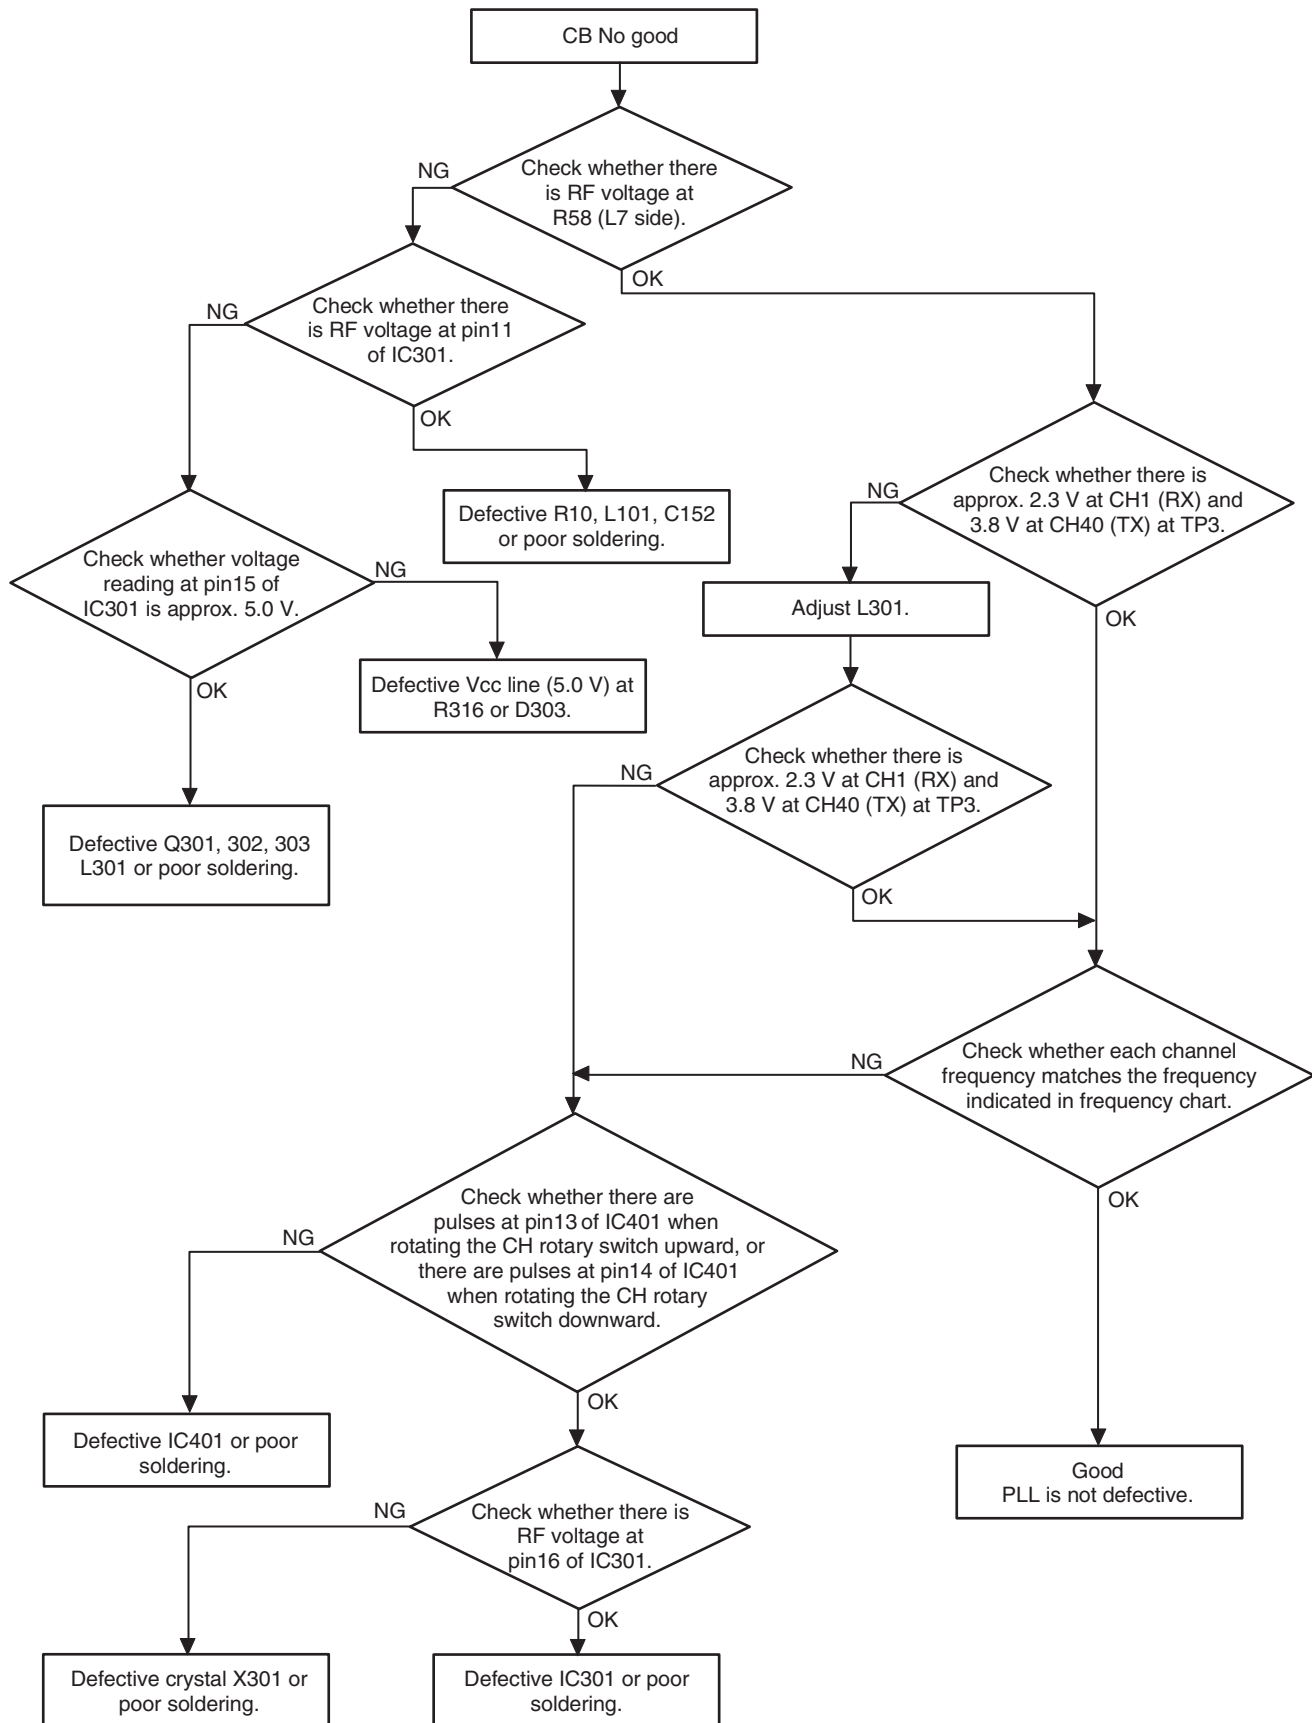 CB No good
Check whether there
is RF voltage at
R58 (L7 side).
NG
OK
Check whether there
is RF voltage at pin11
of IC301.
NG
OK
Defective R10, L101, C152
or poor soldering.
Check whether voltage
reading at pin15 of
IC301 is approx. 5.0 V.
NG
OK
Defective Vcc line (5.0 V) at
R316 or D303.
Defective Q301, 302, 303
L301 or poor soldering.
Check whether there is
approx. 2.3 V at CH1 (RX) and
3.8 V at CH40 (TX) at TP3.
NG
OK
Adjust L301.
Check whether there is
approx. 2.3 V at CH1 (RX) and
3.8 V at CH40 (TX) at TP3.
NG
OK
Check whether each channel
frequency matches the frequency
indicated in frequency chart.
NG
OK
Check whether there are
pulses at pin13 of IC401 when
rotating the CH rotary switch upward, or
there are pulses at pin14 of IC401
when rotating the CH rotary
switch downward.
NG
OK
Defective IC401 or poor
soldering.
Good
PLL is not defective.
Check whether there is
RF voltage at
pin16 of IC301.
NG
OK
Defective crystal X301 or
poor soldering.
Defective IC301 or poor
soldering.